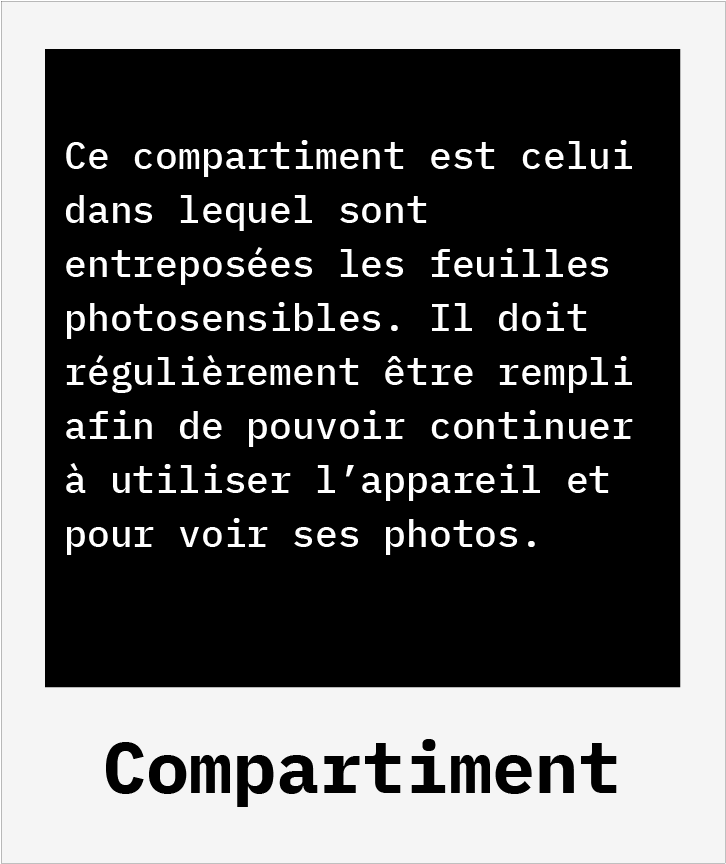 Ce compartiment est celui
dans lequel sont
entreposées les feuilles
photosensibles. Il doit
régulièrement être rempli
afin de pouvoir continuer
à utiliser l’appareil et
pour voir ses photos.
Compartiment